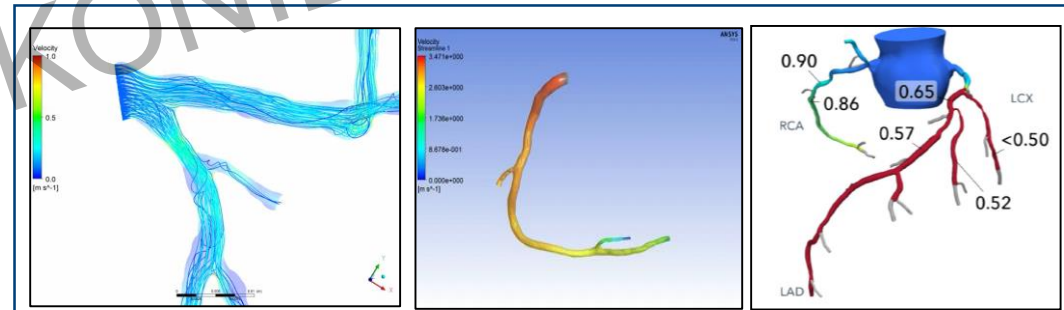 Velocity
1.0
0.5
0.0
[m s^-1]
ANSYS
Velocity
Streamline 1
3.471e+000
2.603e+000
1.736e+000
8.678e-001
0.000e+000
[m s^-1]
0.90
0.86
RCA
0.65
LCX
0.57
<0.50
0.52
LAD